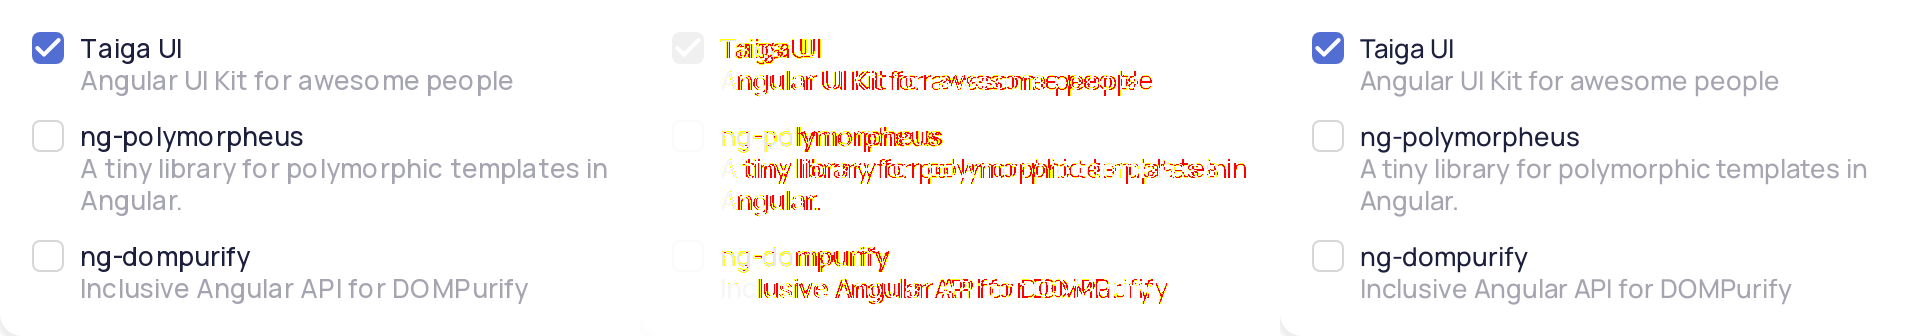 Taiga UI
Angular UI Kit for awesome people
ng-polymorpheus
A tiny library for polymorphic templates in
Angular.
ng-dompurify
Inclusive Angular API for DOMPurify
Taiga UI
Angular UI Kit for awesome people
ng-polymorpheus
A tiny library for polymorphic templates in
Angular.
ng-dompurify
Inclusive Angular API for DOMPurify
Taiga UI
Angular UI Kit for awesome people
ng-polymorpheus
A tiny library for polymorphic templates in
Angular.
ng-dompurify
Inclusive Angular API for DOMPurify